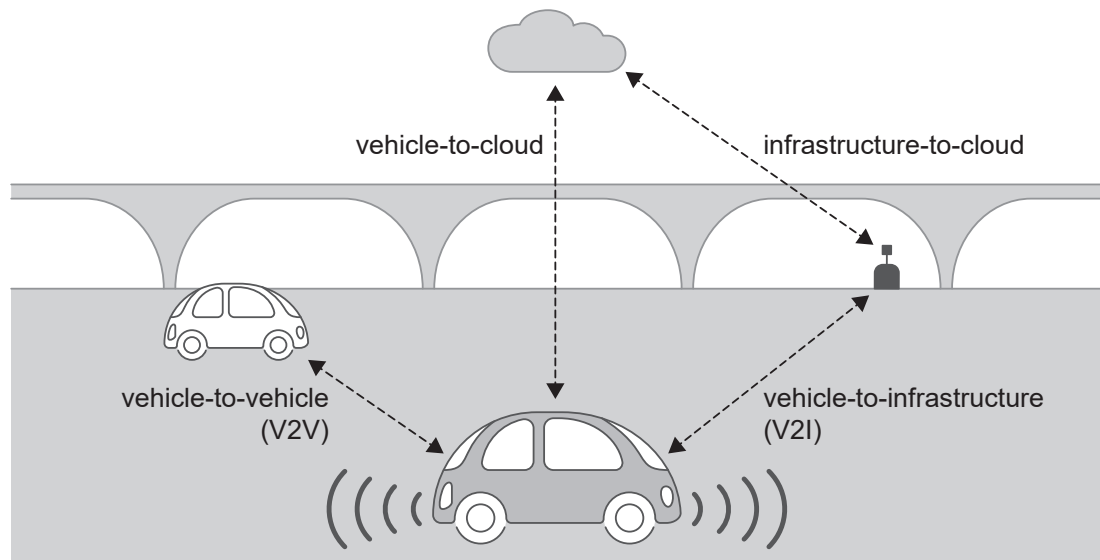 vehicle-to-cloud
infrastructure-to-cloud
vehicle-to-vehicle
(V2V)
vehicle-to-infrastructure
(V2I)